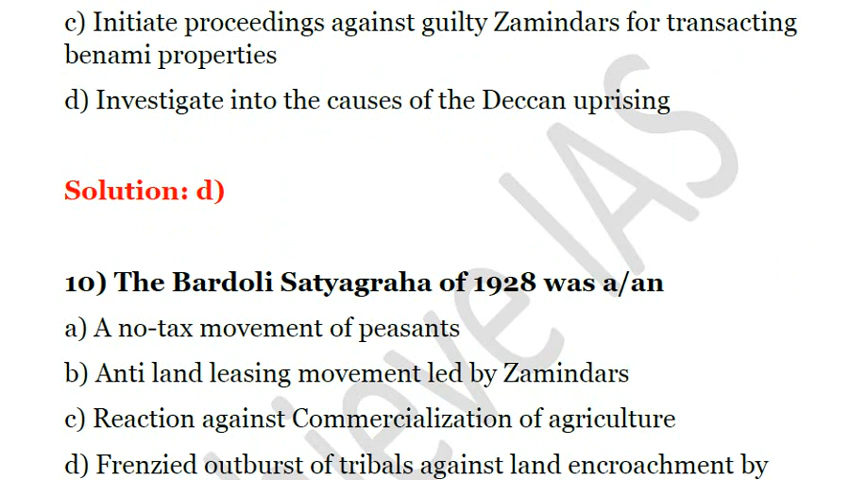 c) Initiate proceedings against guilty Zamindars for transacting
benami properties
d) Investigate into the causes of the Deccan uprising
Solution: d)
10) The Bardoli Satyagraha of 1928 was a/an
a) A no-tax movement of peasants
b) Anti land leasing movement led by Zamindars
c) Reaction against Commercialization of agriculture
d) Frenzied outburst of tribals against land encroachment by
hieve IAS